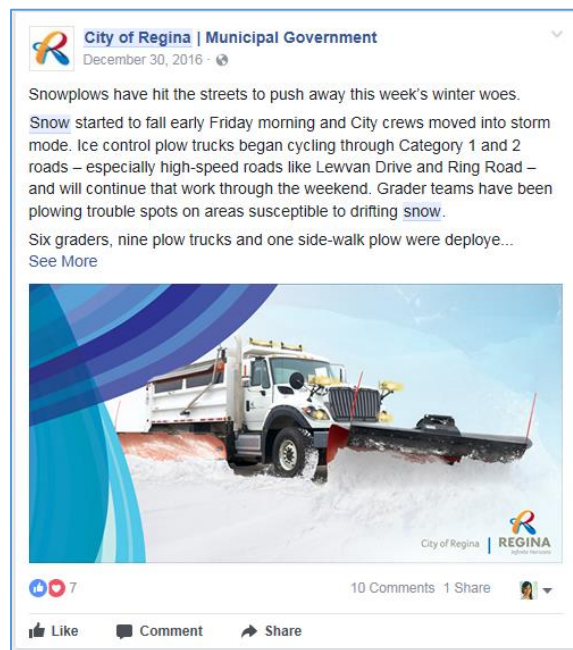 City of Regina | Municipal Government
December 30, 2016 ·
Snowplows have hit the streets to push away this week's winter woes.
Snow started to fall early Friday morning and City crews moved into storm
mode. Ice control plow trucks began cycling through Category 1 and 2
roads – especially high-speed roads like Lewvan Drive and Ring Road –
and will continue that work through the weekend. Grader teams have been
plowing trouble spots on areas susceptible to drifting snow.
Six graders, nine plow trucks and one side-walk plow were deploye...
See More
City of Regina | REGINA
Infinite Horizons
7
10 Comments 1 Share
Like Comment Share